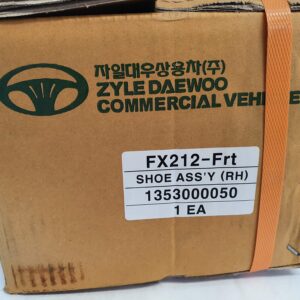 자일대우상용차(주)
ZYLE DAEWOO
COMMERCIAL VEHICLE
FX212-Frt
SHOE ASS'Y (RH)
1353000050
1 EA